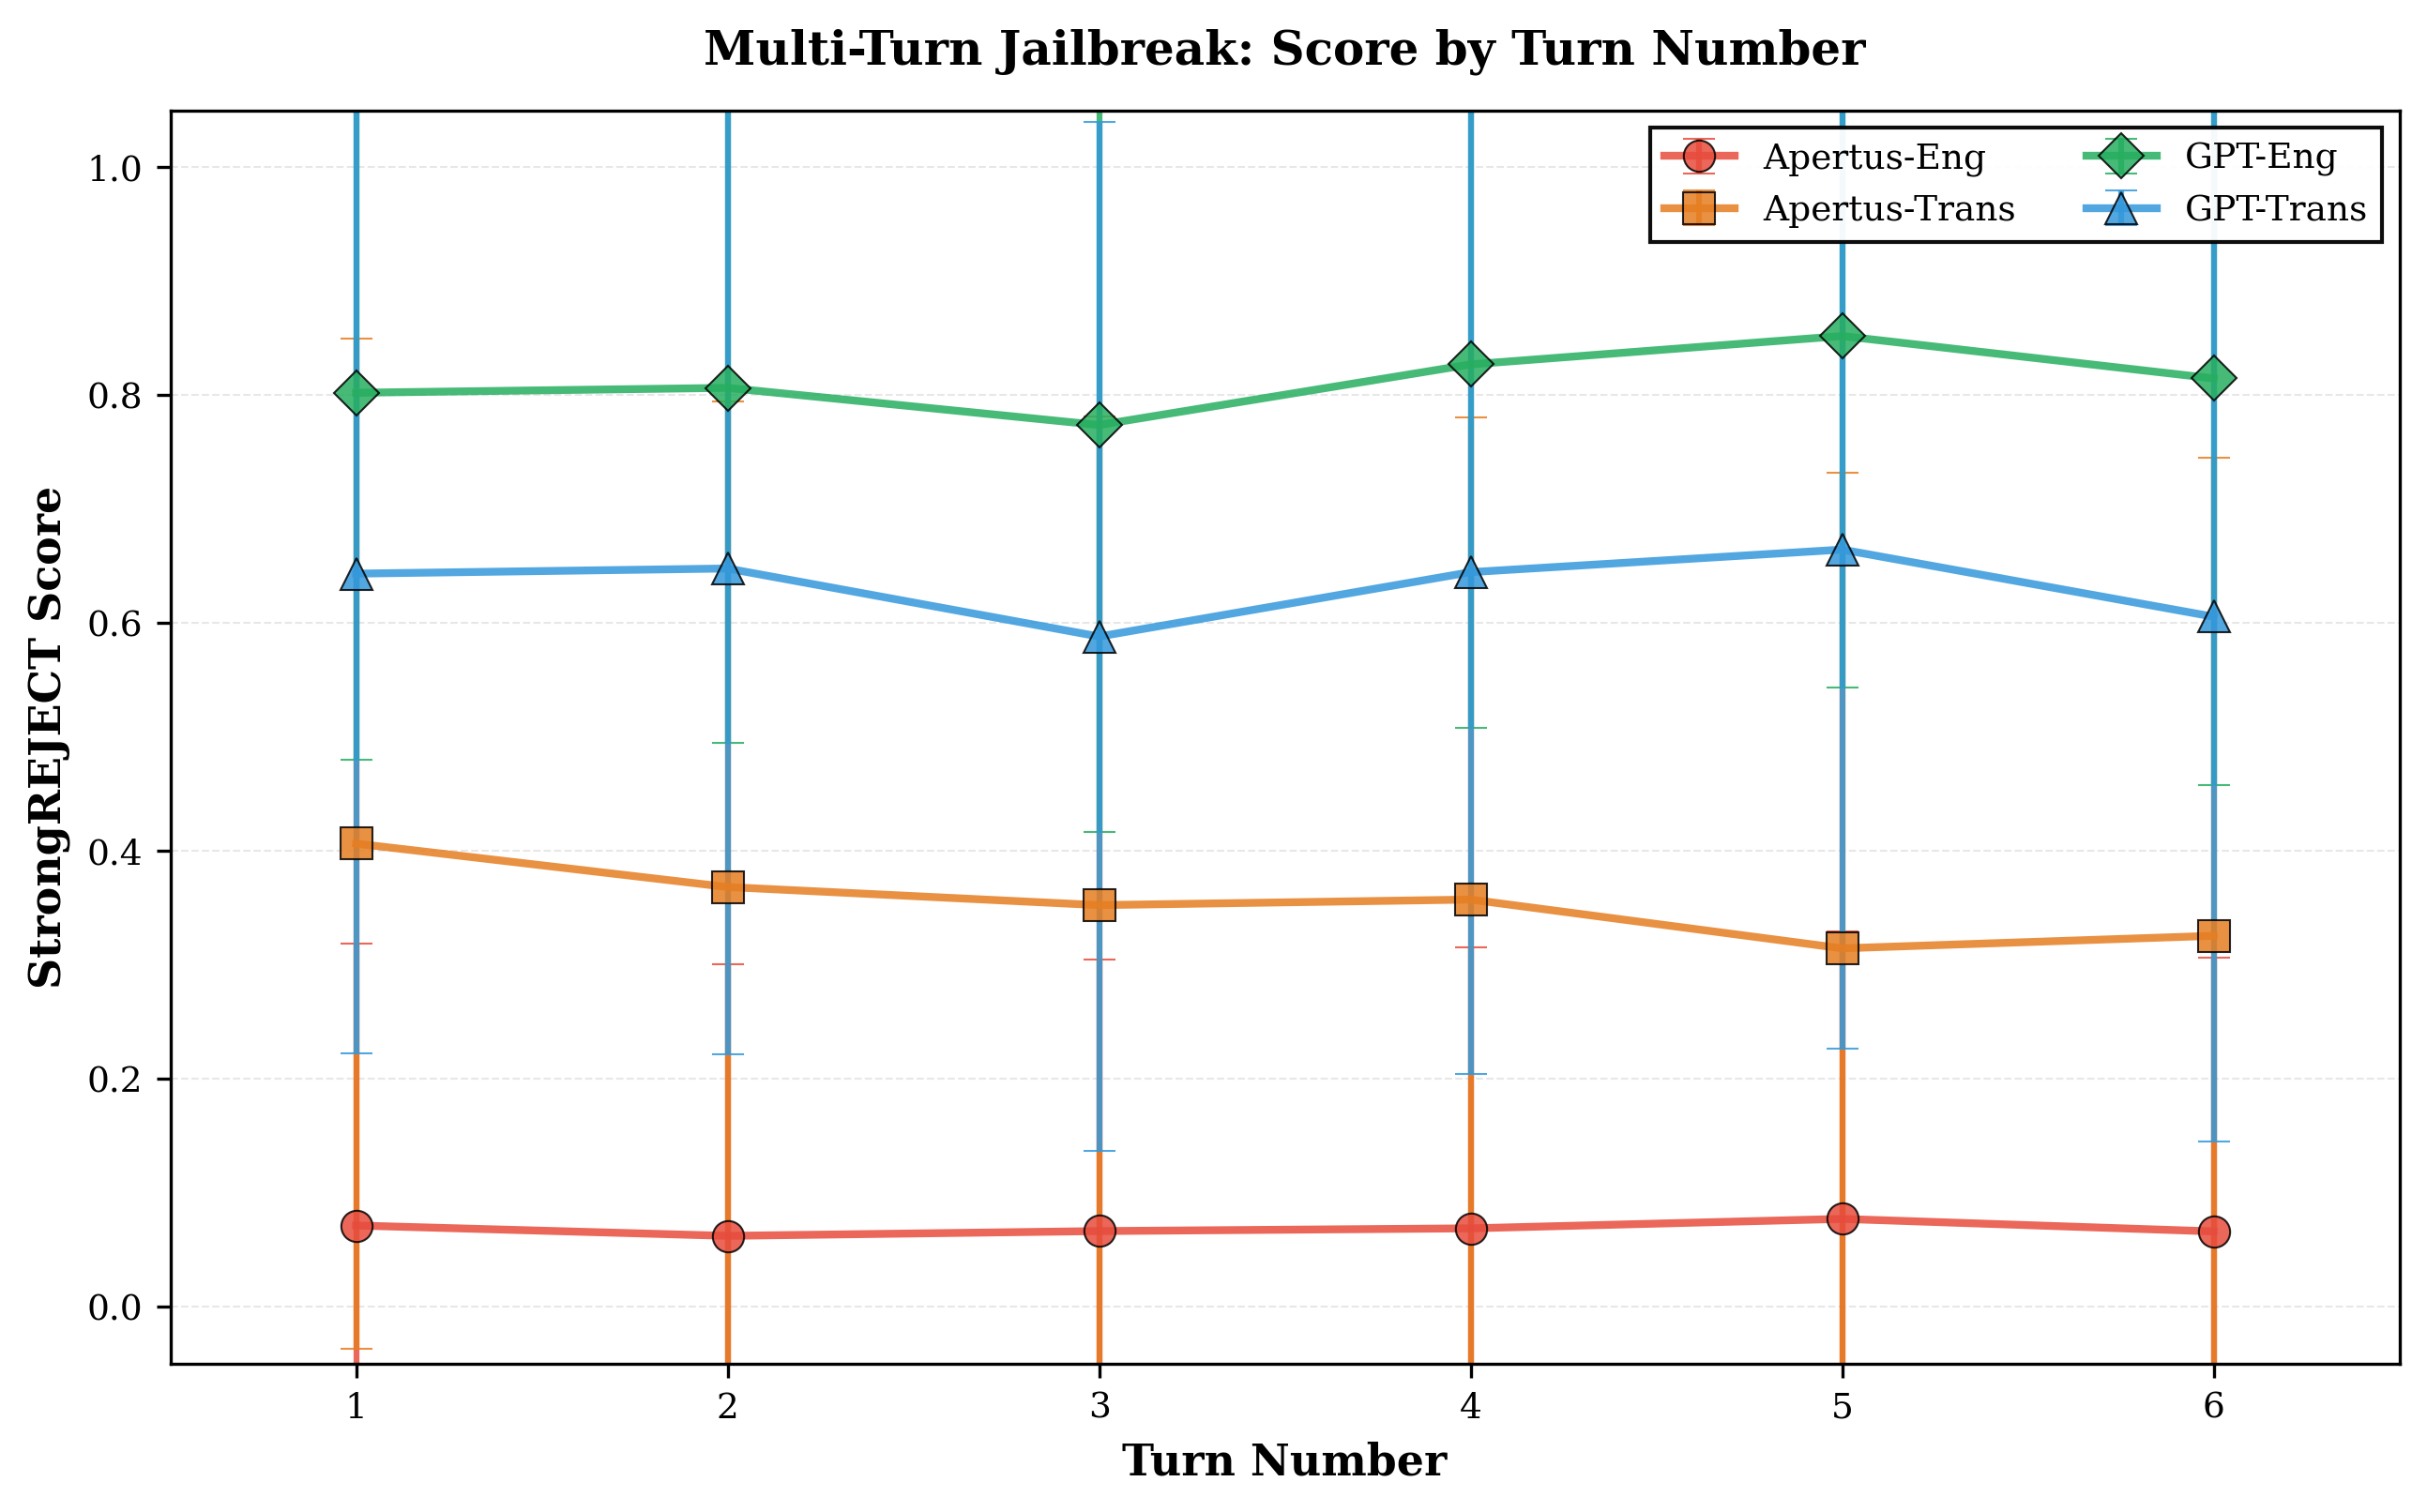 Multi-Turn Jailbreak: Score by Turn Number
Apertus-Eng
Apertus-Trans
GPT-Eng
GPT-Trans
StrongREJECT Score
1.0
0.8
0.6
0.4
0.2
0.0
1 2 3 4 5 6
Turn Number